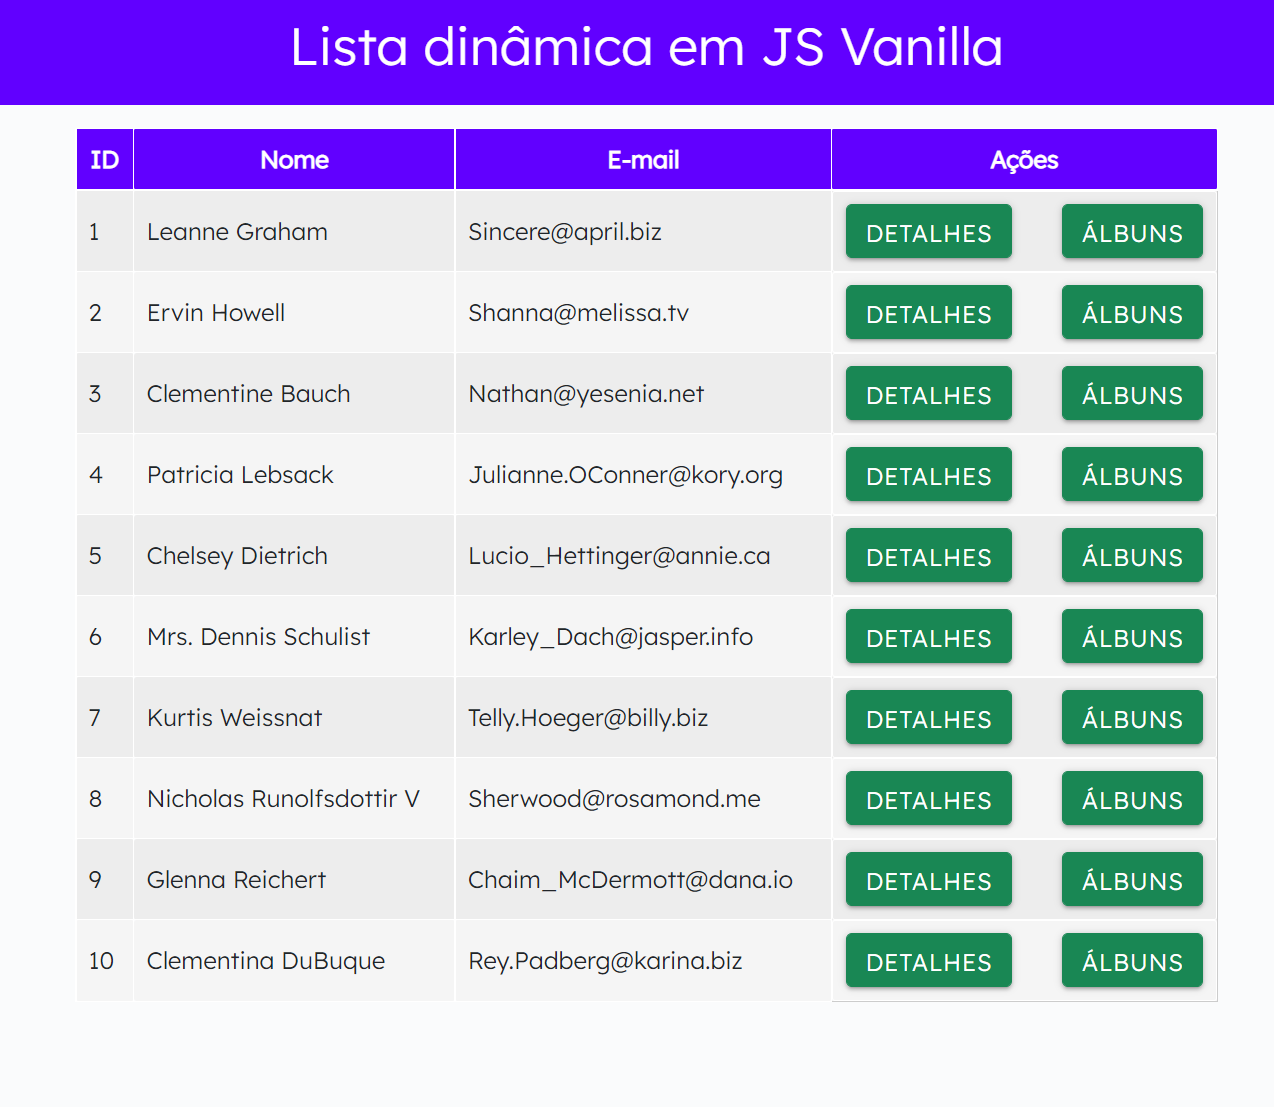 Lista dinâmica em JS Vanilla
ID Nome E-mail Ações
1 Leanne Graham Sincere@april.biz DETALHES ÁLBUNS
2 Ervin Howell Shanna@melissa.tv DETALHES ÁLBUNS
3 Clementine Bauch Nathan@yesenia.net DETALHES ÁLBUNS
4 Patricia Lebsack Julianne.OConner@kory.org DETALHES ÁLBUNS
5 Chelsey Dietrich Lucio_Hettinger@annie.ca DETALHES ÁLBUNS
6 Mrs. Dennis Schulist Karley_Dach@jasper.info DETALHES ÁLBUNS
7 Kurtis Weissnat Telly.Hoeger@billy.biz DETALHES ÁLBUNS
8 Nicholas Runolfsdottir V Sherwood@rosamond.me DETALHES ÁLBUNS
9 Glenna Reichert Chaim_McDermott@dana.io DETALHES ÁLBUNS
10 Clementina DuBuque Rey.Padberg@karina.biz DETALHES ÁLBUNS